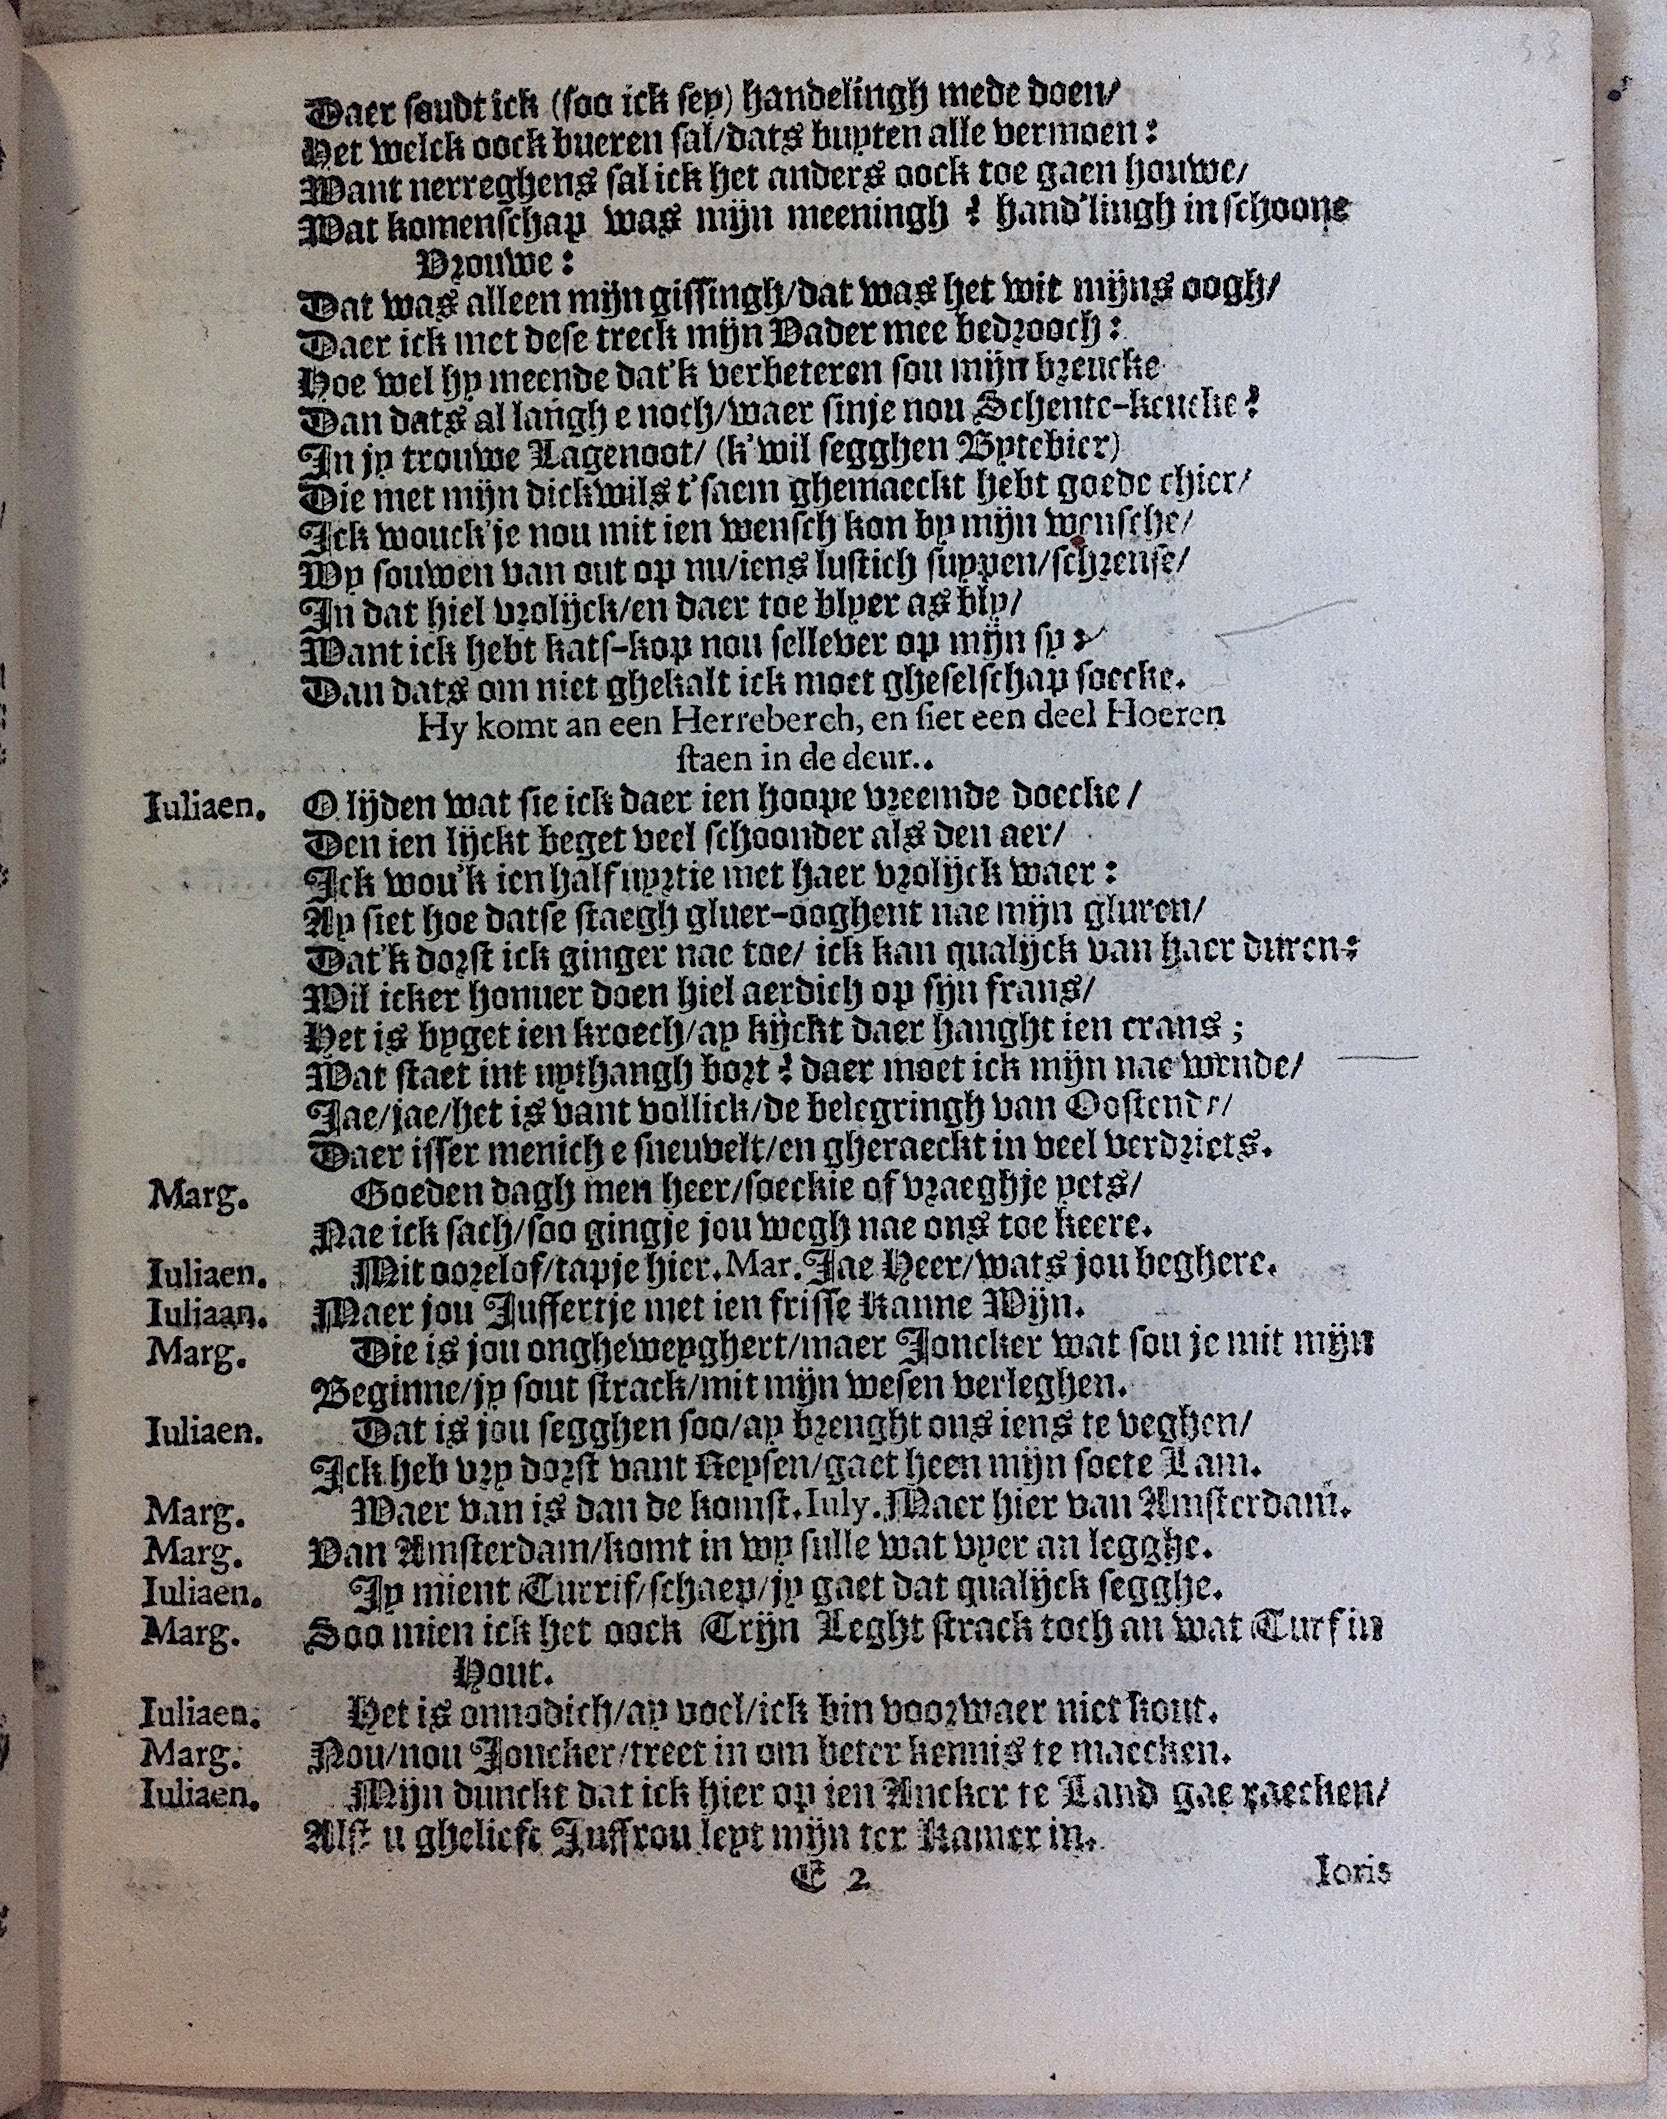 33
Daer soudt ick (soo ick sey) handelingh mede doen/
Het welck oock bueren sal/dats buyten alle vermoen:
Want nerreghens sal ick het anders oock toe gaen houwe/
Wat komenschap was mijn meeningh? hand'lingh in schoone
Vrouwe:
Dat was alleen mijn gissingh/dat was het wit mijns oogh/
Daer ick met dese treck mijn Vader mee bedrooch:
Hoe wel hy meende dat'k verbeteren sou mijn breucke
Dan dats al langh e noch/waer sinje nou Schente-keucke?
In jy trouwe Lagenoot/ (k'wil segghen Bytebier)
Die met mijn dickwils t'saem ghemaeckt hebt goede chier/
Ick wouck'je nou mit ien wensch kon by mijn wensche/
Wy souwen van out op nu/iens lustich suypen/schrense/
In dat hiel vrolijck/en daer toe blyer as bly/
Want ick hebt kats-kop nou sellever op mijn sy:
Dan dats om niet ghekalt ick moet gheselschap soecke.
Hy komt an een Herreberch, en siet een deel Hoeren
staen in de deur..
Iuliaen. O lijden wat sie ick daer ien hoope vreemde doecke/
Den ien lijckt beget veel schoonder als den aer/
Ick wou'k ien half uyrtie met haer vrolijck waer:
Ay siet hoe datse staegh gluer-ooghent nae mijn gluren/
Dat'k dorst ick ginger nae toe/ ick kan qualijck van haer duren:
Wil icker honuer doen hiel aerdich op sijn frans/
Het is byget ien kroech/ay kijckt daer hanght ien crans;
Wat staet int uythangh bort? daer moet ick mijn nae wende/
Jae/jae/het is vant vollick/de belegringh van Oostende/
Daer isser menich e sneuvelt/en gheraeckt in veel verdriets.
Marg. Goeden dagh men heer/soeckie of vraeghje yets/
Nae ick sach/soo gingje jou wegh nae ons toe keere.
Iuliaen. Mit oorelof/tapje hier. Mar. Jae Heer/wats jou beghere.
Iuliaan. Maer jou Juffertje met ien frisse Kanne Wijn.
Marg. Die is jou ongheweyghert/maer Joncker wat sou je mit mijn
Beginne/jy sout strack/mit mijn wesen verleghen.
Iuliaen. Dat is jou segghen soo/ay brenght ons iens te veghen/
Ick heb vry dorst vant Reysen/gaet heen mijn soete Lam.
Marg. Waer van is dan de komst. Iuly. Maer hier van Amsterdam.
Marg. Van Amsterdam/komt in wy sulle wat vyer an legghe.
Iuliaen. Jy mient Turrif/schaep/jy gaet dat qualijck segghe.
Marg. Soo mien ick het oock Trijn Leght strack toch an wat Turf in
Hout.
Iuliaen. Het is onnodich/ay voel/ick bin voorwaer niet kout.
Marg. Nou/nou Joncker/treet in om beter kennis te maecken.
Iuliaen. Mijn dunckt dat ick hier op ien Ancker te Land gae raecken/
Alst u ghelieft Juffrou leyt mijn ter Kamer in.
E 2 Ioris